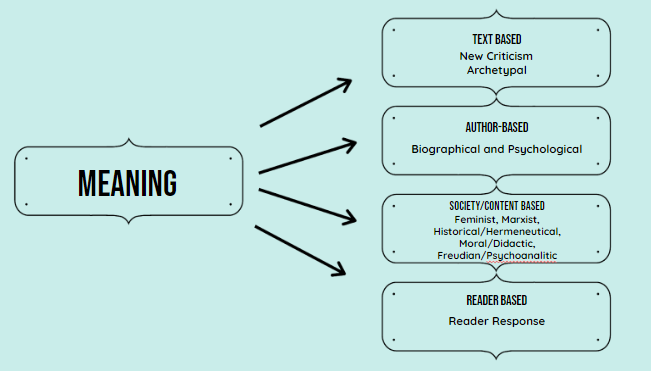 MEANING
TEXT BASED
New Criticism
Archetypal
AUTHOR-BASED
Biographical and Psychological
SOCIETY/CONTENT BASED
Feminist, Marxist,
Historical/Hermeneutical,
Moral/Didactic,
Freudian/Psychoanalitic
READER BASED
Reader Response